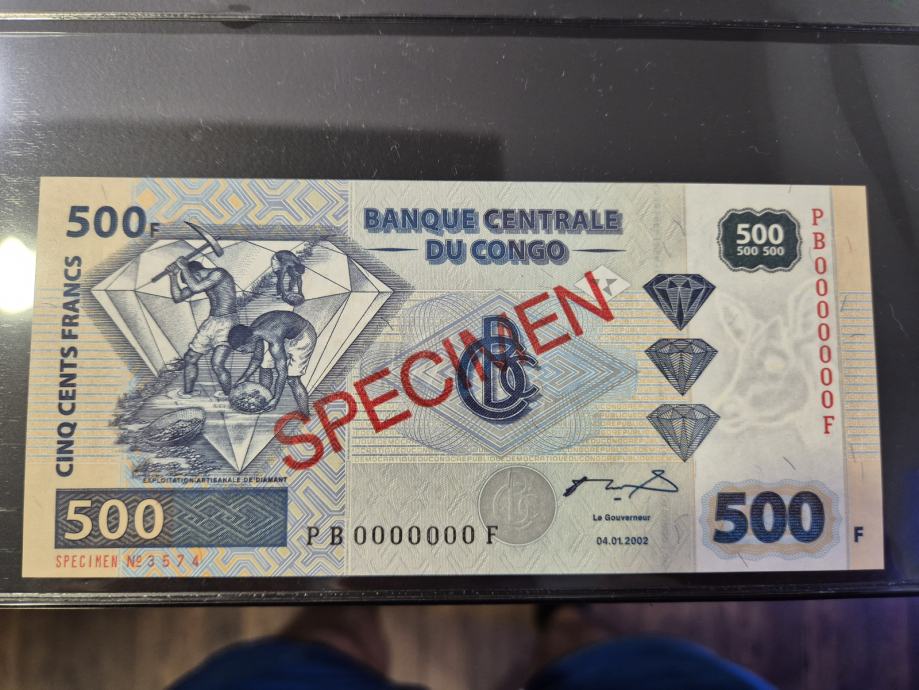 500F
BANQUE CENTRALE
DU CONGO
500
500 500
PB0000000F
CINQ CENTS FRANCS
SPECIMEN
BCC
EXPLOITATION ARTISANALE DE DIAMANT
500
PB0000000F
Le Gouverneur
04.01.2002
500 F
SPECIMEN Nº 3574